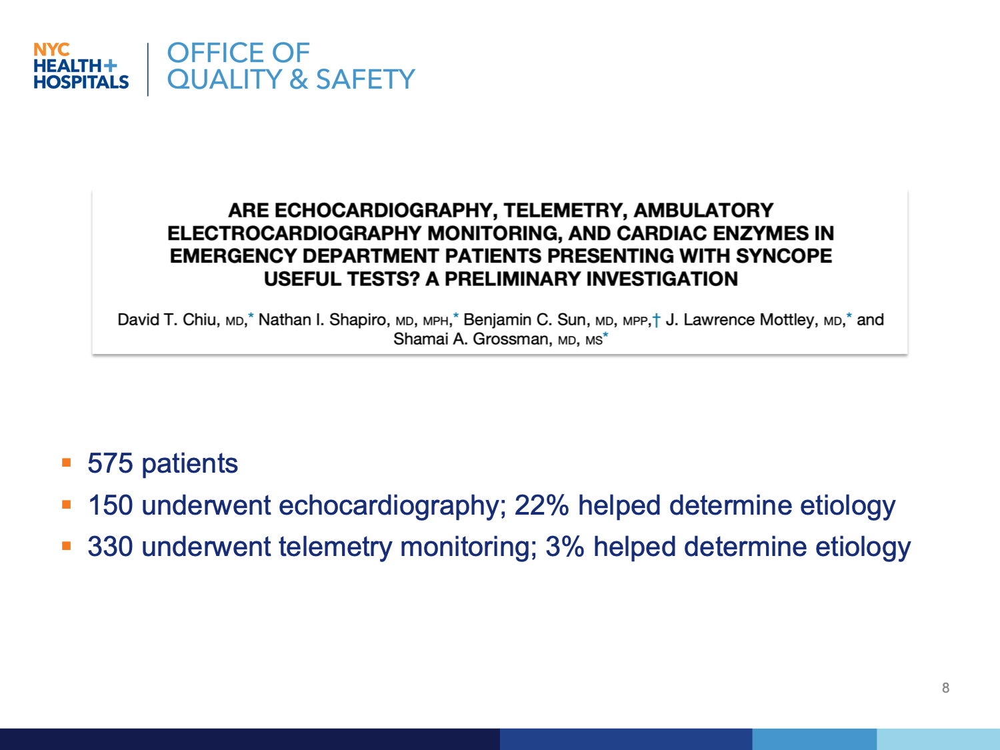 NYC
HEALTH+
HOSPITALS
OFFICE OF
QUALITY & SAFETY
ARE ECHOCARDIOGRAPHY, TELEMETRY, AMBULATORY
ELECTROCARDIOGRAPHY MONITORING, AND CARDIAC ENZYMES IN
EMERGENCY DEPARTMENT PATIENTS PRESENTING WITH SYNCOPE
USEFUL TESTS? A PRELIMINARY INVESTIGATION
David T. Chiu, MD,* Nathan I. Shapiro, MD, MPH,* Benjamin C. Sun, MD, MPP,† J. Lawrence Mottley, MD,* and
Shamai A. Grossman, MD, MS*
▪ 575 patients
▪ 150 underwent echocardiography; 22% helped determine etiology
▪ 330 underwent telemetry monitoring; 3% helped determine etiology
8